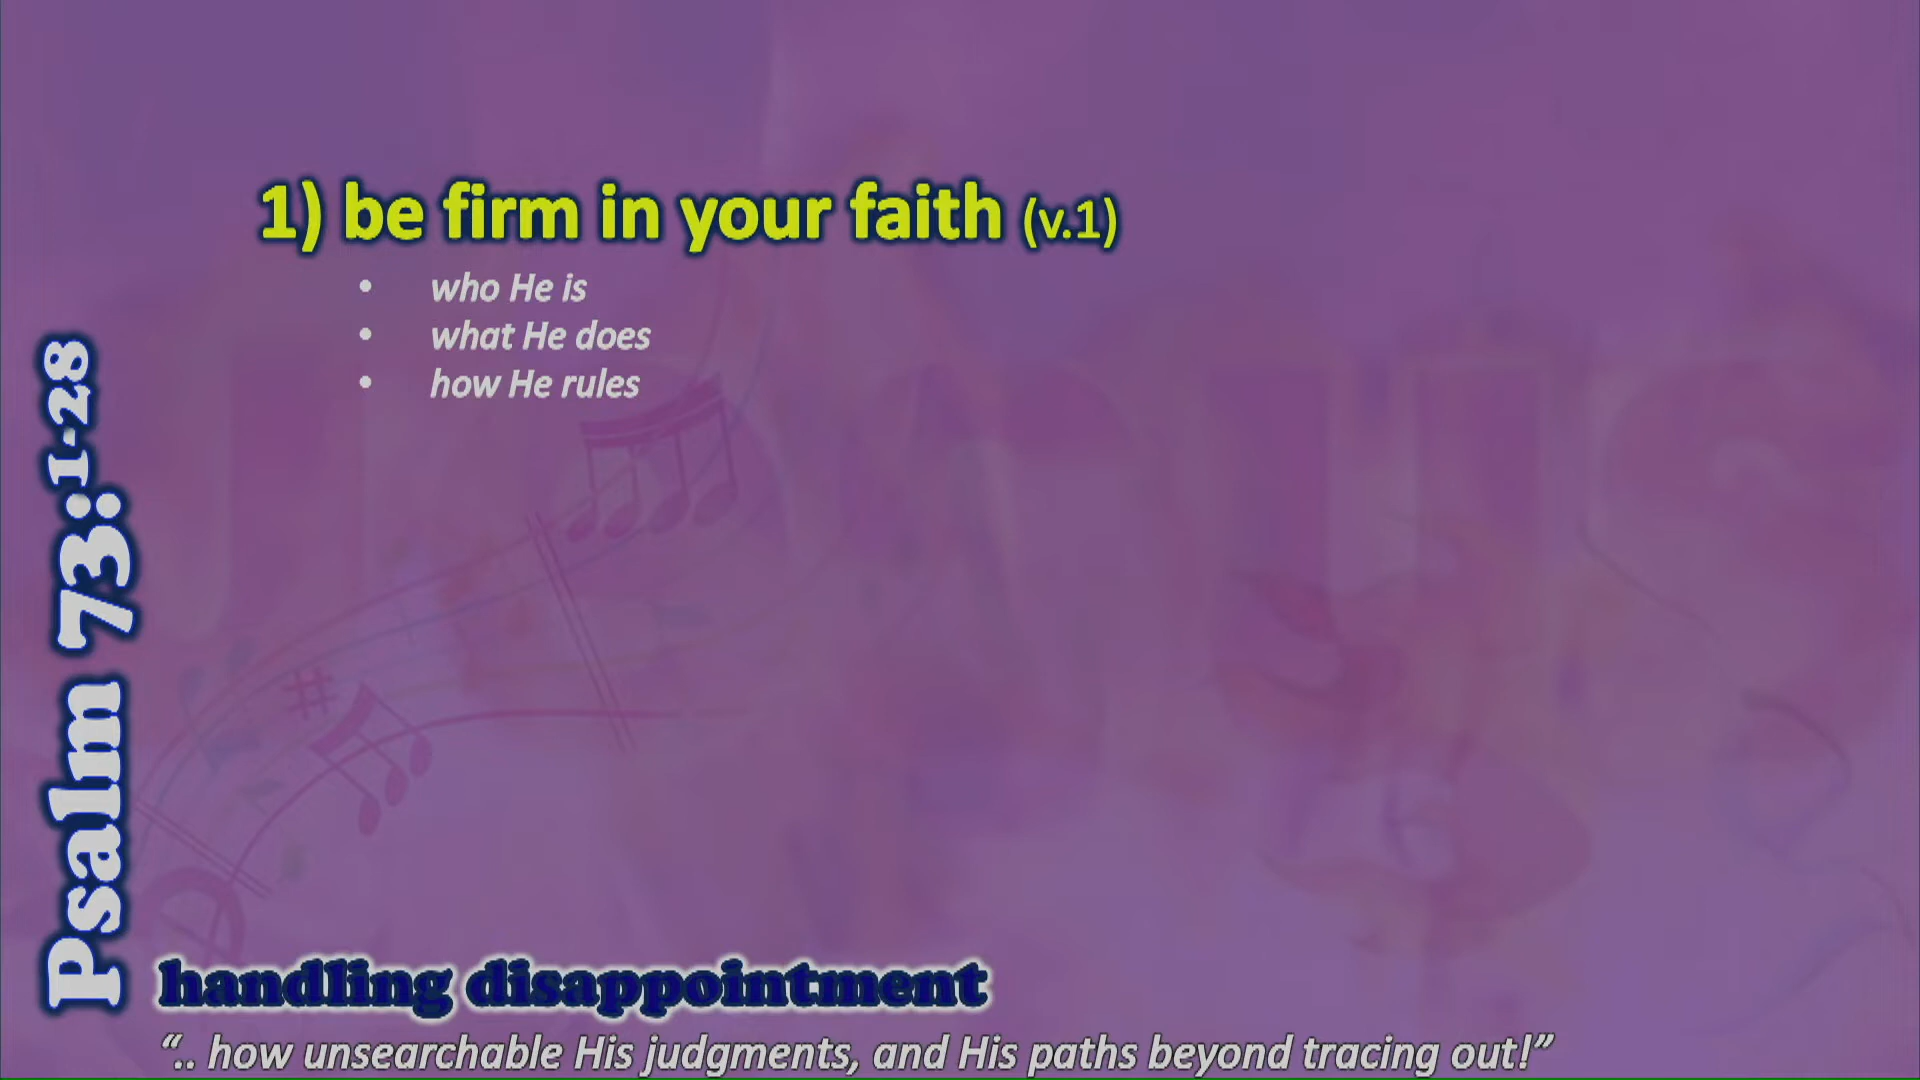 1) be firm in your faith (v.1)
• who He is
• what He does
• how He rules
Psalm 73:1-28
handling disappointment
“.. how unsearchable His judgments, and His paths beyond tracing out!”